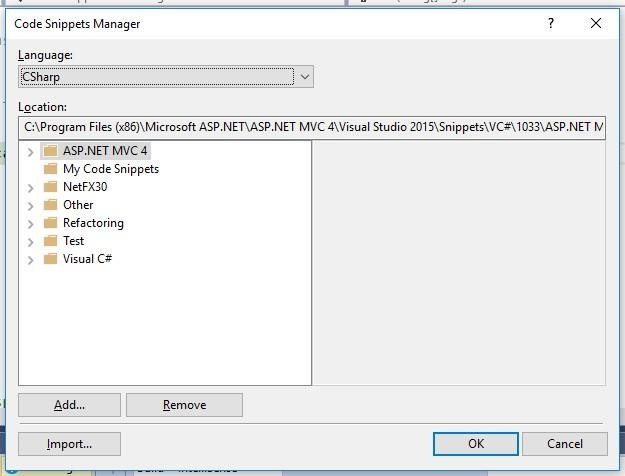 Code Snippets Manager
?
Language:
CSharp
Location:
C:\Program Files (x86)\Microsoft ASP.NET\ASP.NET MVC 4\Visual Studio 2015\Snippets\VC#\1033\ASP.NET M
ASP.NET MVC 4
My Code Snippets
NetFX30
Other
Refactoring
Test
Visual C#
Add...
Remove
Import...
OK
Cancel